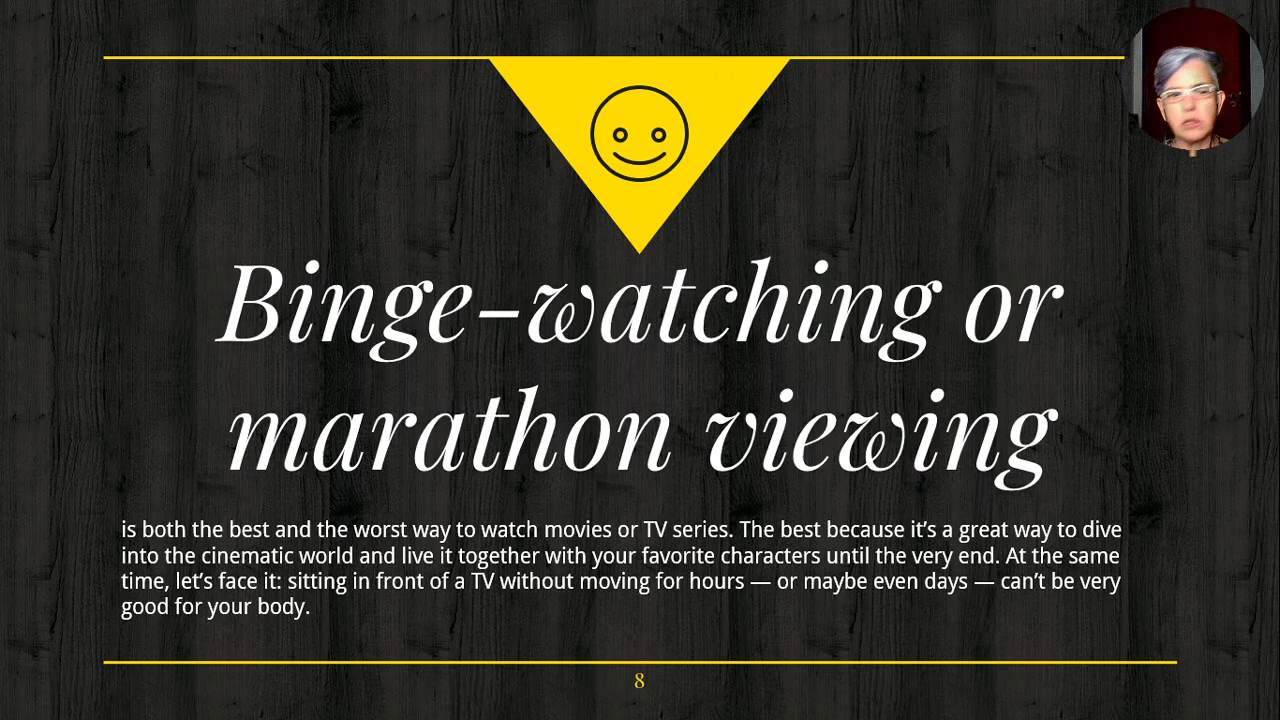 Binge-watching or
marathon viewing
is both the best and the worst way to watch movies or TV series. The best because it’s a great way to dive
into the cinematic world and live it together with your favorite characters until the very end. At the same
time, let’s face it: sitting in front of a TV without moving for hours — or maybe even days — can’t be very
good for your body.
8